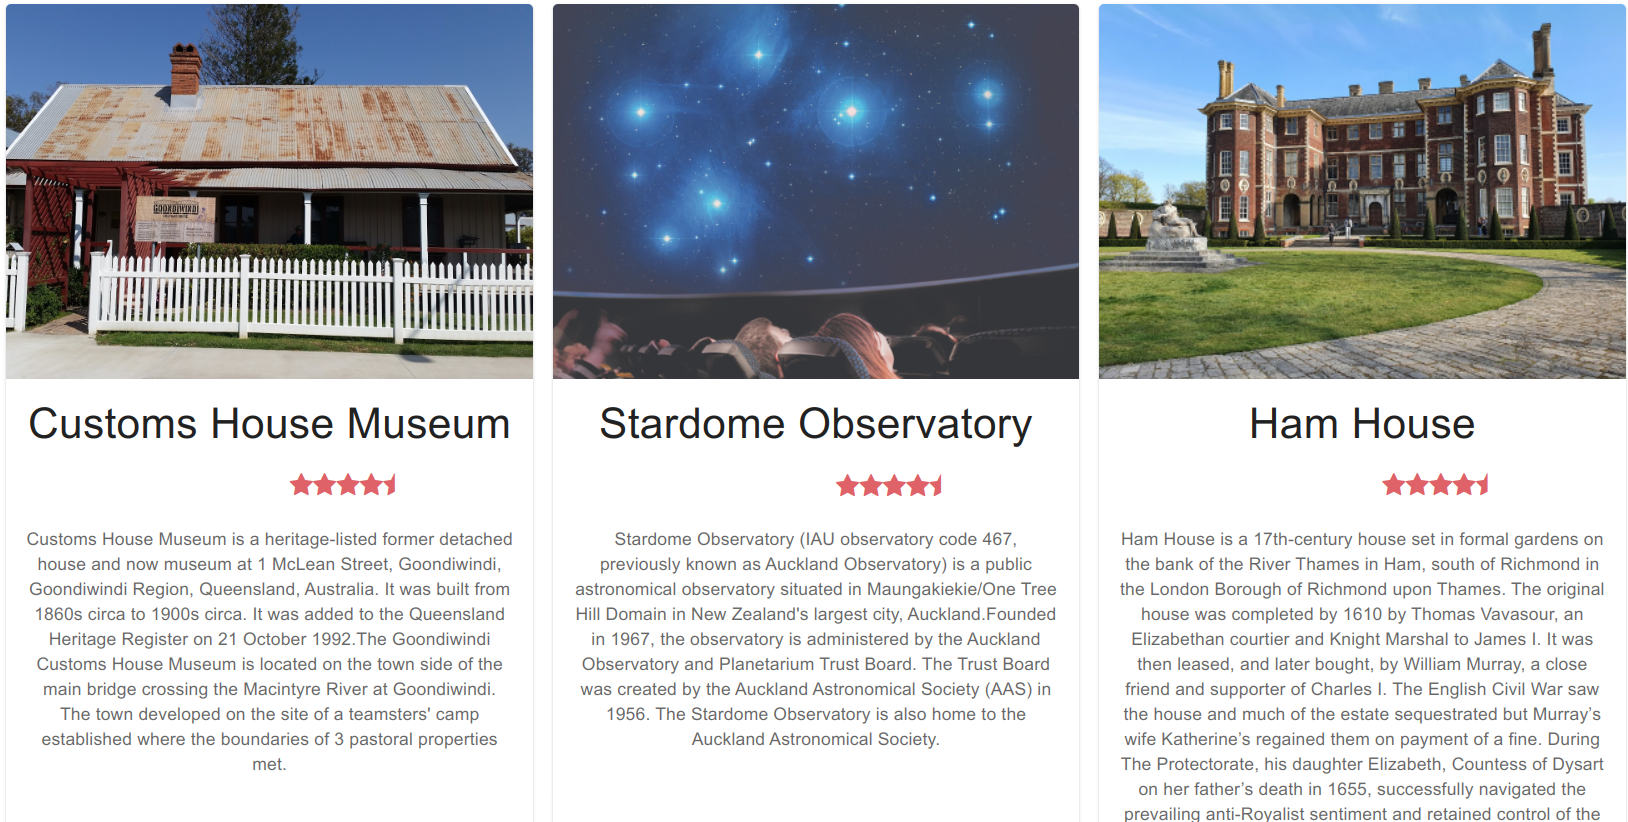 GOONDIWINDI
Customs House Museum
Customs House Museum is a heritage-listed former detached
house and now museum at 1 McLean Street, Goondiwindi,
Goondiwindi Region, Queensland, Australia. It was built from
1860s circa to 1900s circa. It was added to the Queensland
Heritage Register on 21 October 1992.The Goondiwindi
Customs House Museum is located on the town side of the
main bridge crossing the Macintyre River at Goondiwindi.
The town developed on the site of a teamsters' camp
established where the boundaries of 3 pastoral properties
met.
Stardome Observatory
Stardome Observatory (IAU observatory code 467,
previously known as Auckland Observatory) is a public
astronomical observatory situated in Maungakiekie/One Tree
Hill Domain in New Zealand's largest city, Auckland.Founded
in 1967, the observatory is administered by the Auckland
Observatory and Planetarium Trust Board. The Trust Board
was created by the Auckland Astronomical Society (AAS) in
1956. The Stardome Observatory is also home to the
Auckland Astronomical Society.
Ham House
Ham House is a 17th-century house set in formal gardens on
the bank of the River Thames in Ham, south of Richmond in
the London Borough of Richmond upon Thames. The original
house was completed by 1610 by Thomas Vavasour, an
Elizabethan courtier and Knight Marshal to James I. It was
then leased, and later bought, by William Murray, a close
friend and supporter of Charles I. The English Civil War saw
the house and much of the estate sequestrated but Murray’s
wife Katherine’s regained them on payment of a fine. During
The Protectorate, his daughter Elizabeth, Countess of Dysart
on her father’s death in 1655, successfully navigated the
prevailing anti-Royalist sentiment and retained control of the